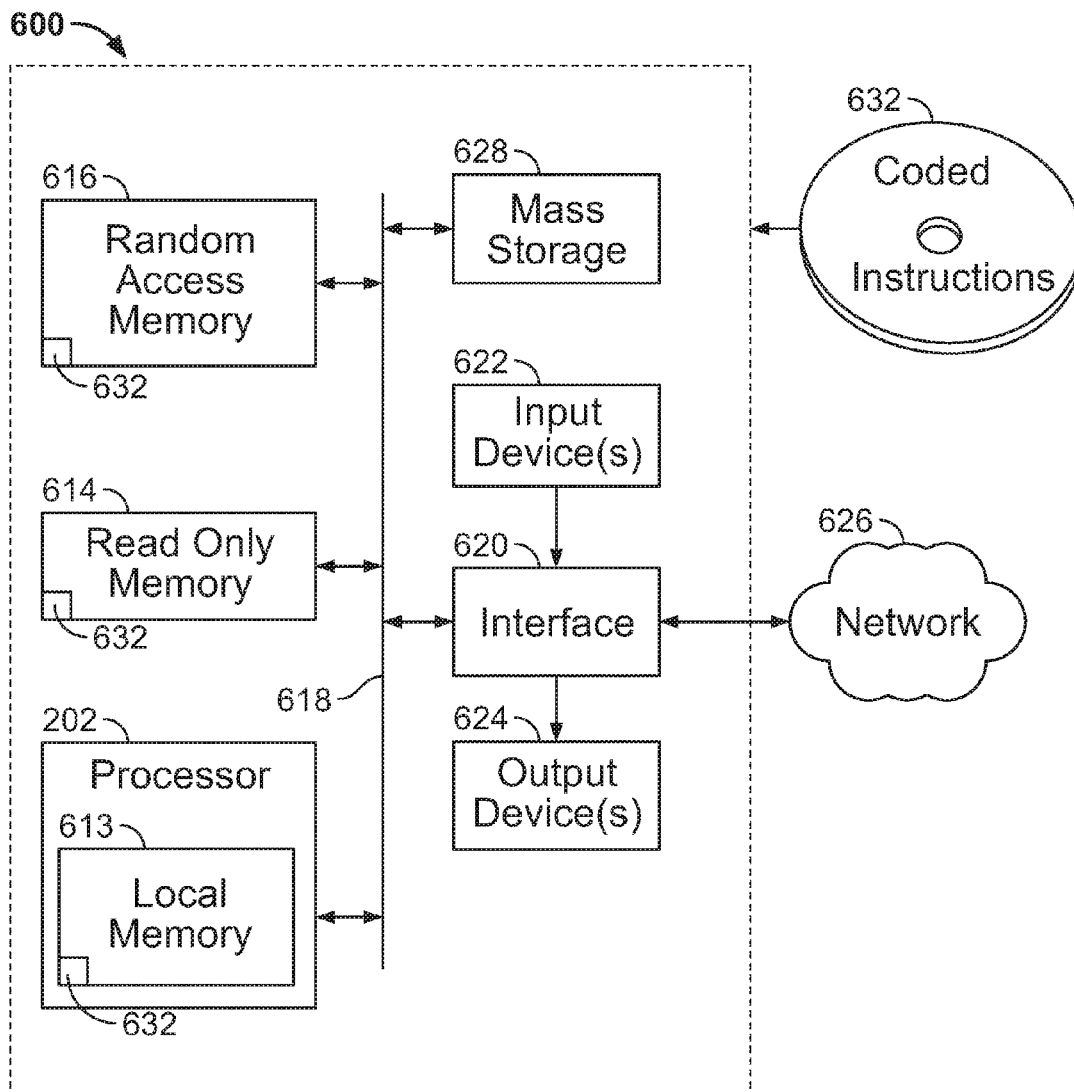 600
616
Random
Access
Memory
632
614
Read Only
Memory
632
202
Processor
613
Local
Memory
632
618
628
Mass
Storage
622
Input
Device(s)
620
Interface
624
Output
Device(s)
632
Coded
Instructions
626
Network